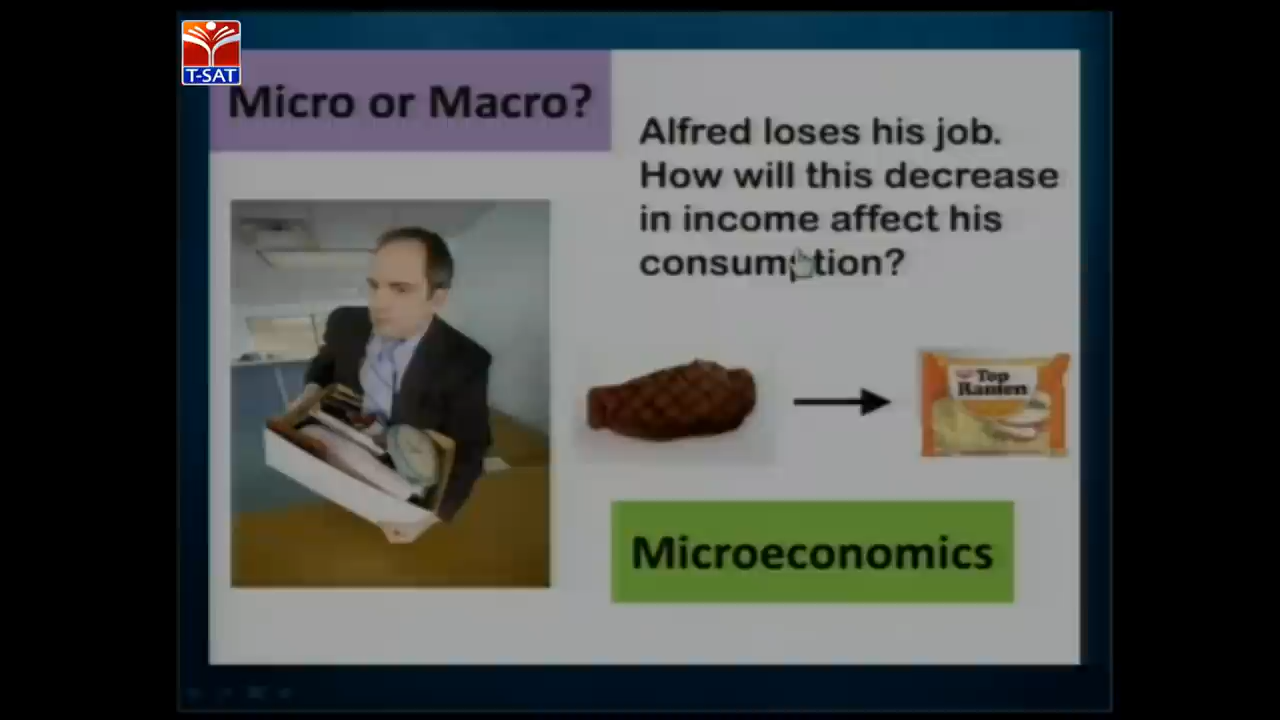 T-SAT
Micro or Macro?
Alfred loses his job.
How will this decrease
in income affect his
consumption?
Top
Ramen
Microeconomics